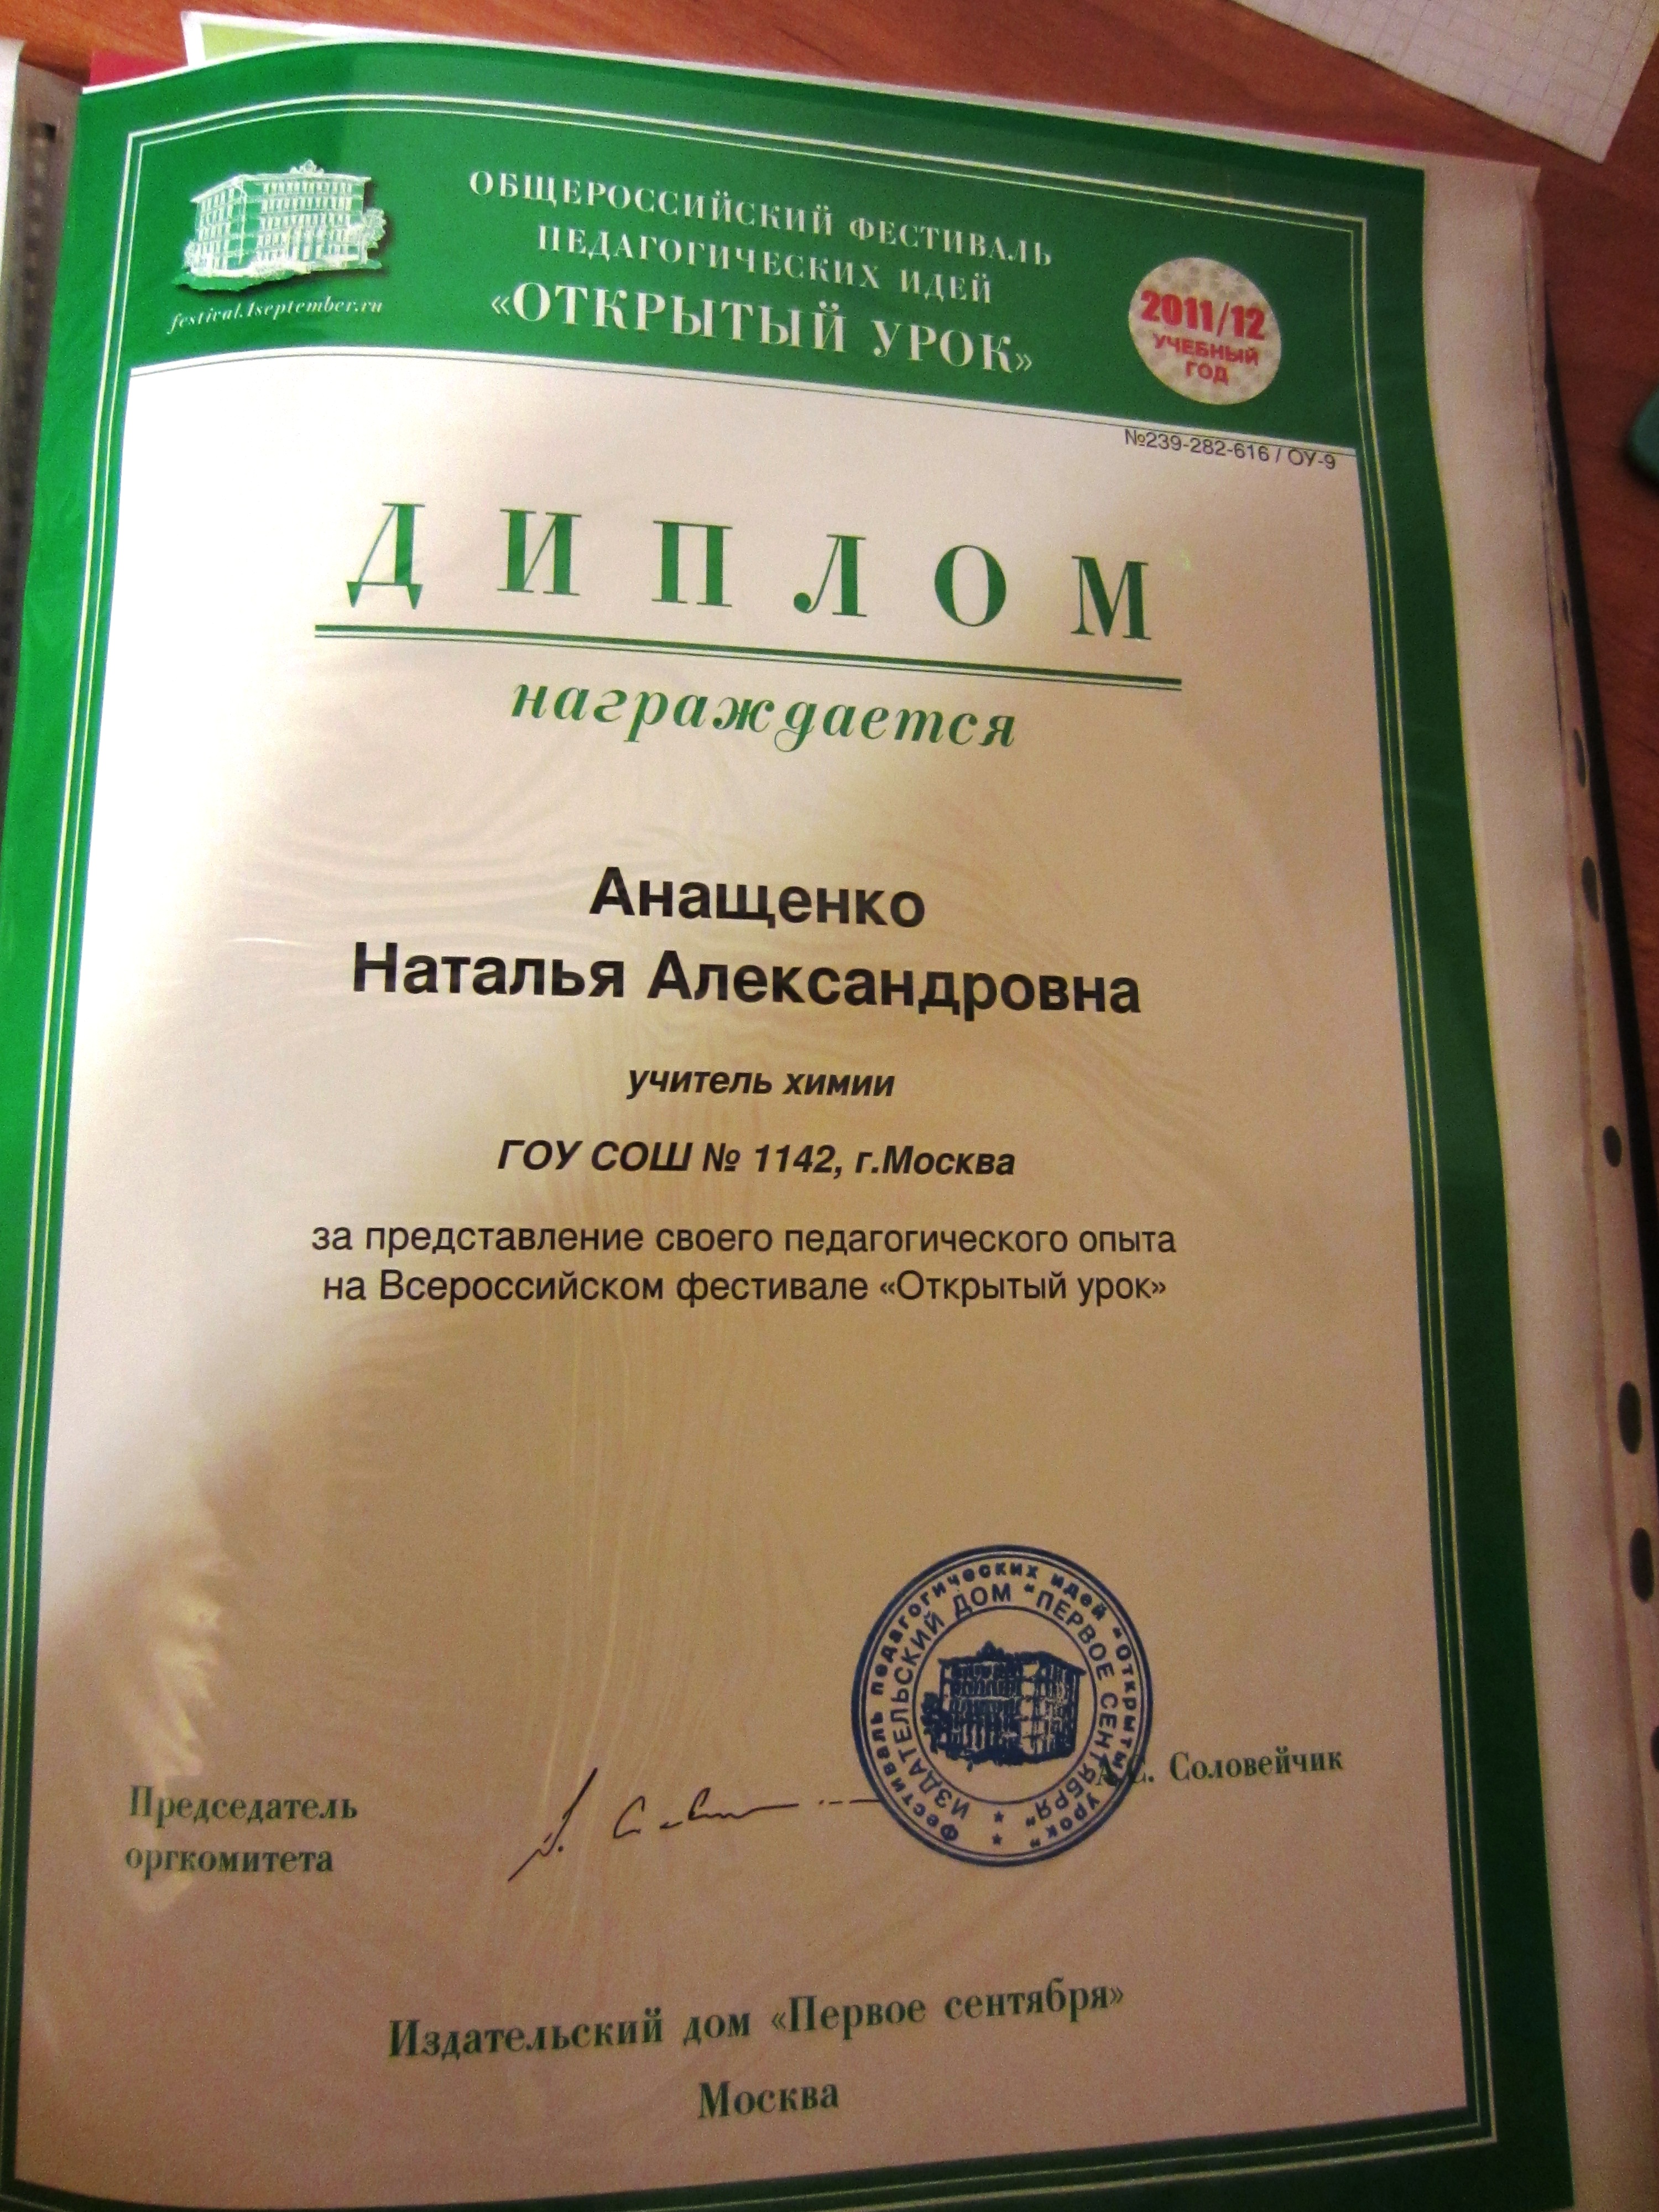 ОБЩЕРОССИЙСКИЙ ФЕСТИВАЛЬ
ПЕДАГОГИЧЕСКИХ ИДЕЙ
«ОТКРЫТЫЙ УРОК»
festival.1september.ru
2011/12
УЧЕБНЫЙ
ГОД
№239-282-616 / ОУ-9
ДИПЛОМ
награждается
Анащенко
Наталья Александровна
учитель химии
ГОУ СОШ № 1142, г.Москва
за представление своего педагогического опыта
на Всероссийском фестивале «Открытый урок»
Фестиваль педагогических идей "Открытый урок"
ИЗДАТЕЛЬСКИЙ ДОМ "ПЕРВОЕ СЕНТЯБРЯ"
Председатель
оргкомитета
А.С. Соловейчик
Издательский дом «Первое сентября»
Москва